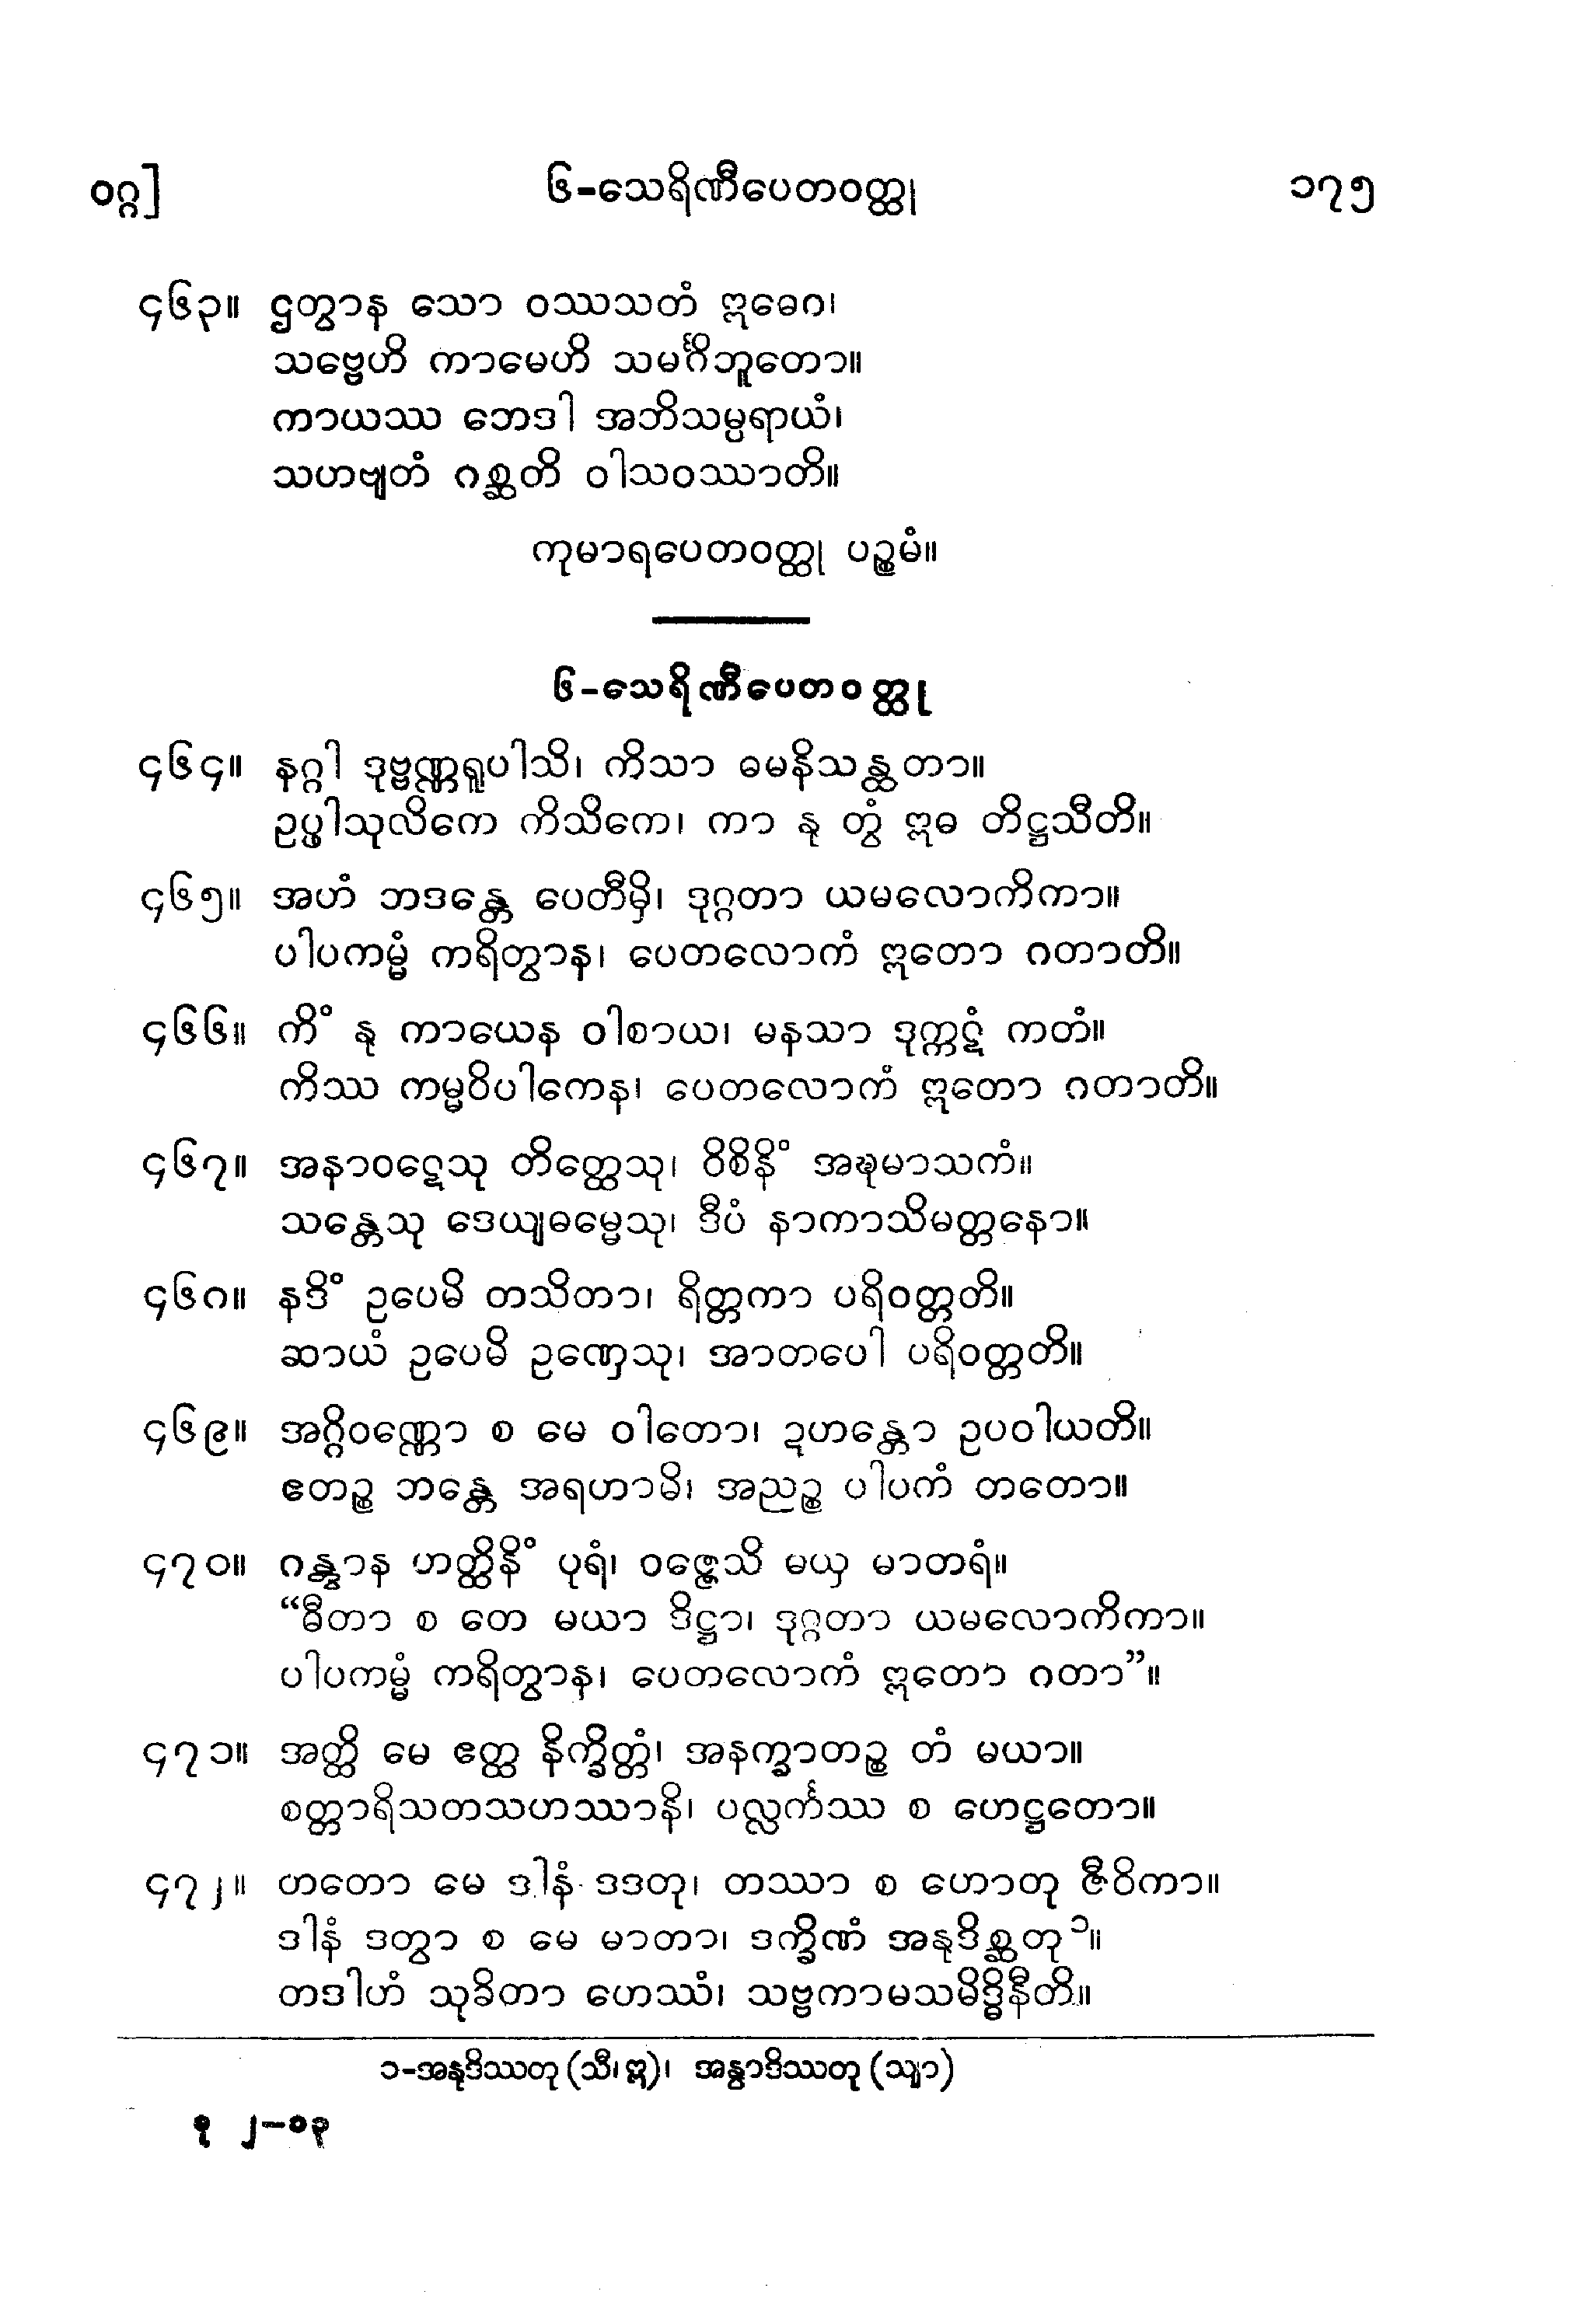 ဝဂ္ဂ] ၆-သေရိဏီပေတဝတ္ထု ၁၇၅
၄၆၃။ ဌတွာန သော ဝဿသတံ ဣဓေဂ၊
သဗ္ဗေဟိ ကာမေဟိ သမင်္ဂိဘူတော။
ကာယဿ ဘေဒါ အဘိသမ္ပရာယံ၊
သဟဗျတံ ဂစ္ဆတိ ဝါသဝဿာတိ။
ကုမာရပေတဝတ္ထု ပဉ္စမံ။
၆-သေရိဏီပေတဝတ္ထု
၄၆၄။ နဂ္ဂါ ဒုဗ္ဗဏ္ဏရူပါသိ၊ ကိသာ ဓမနိသန္ထတာ။
ဥပ္ဖါသုလိကေ ကိသိကေ၊ ကာ နု တွံ ဣဓ တိဋ္ဌသီတိ။
၄၆၅။ အဟံ ဘဒန္တေ ပေတီမှိ၊ ဒုဂ္ဂတာ ယမလောကိကာ။
ပါပကမ္မံ ကရိတွာန၊ ပေတလောကံ ဣတော ဂတာတိ။
၄၆၆။ ကိံ နု ကာယေန ဝါစာယ၊ မနသာ ဒုက္ကဋံ ကတံ။
ကိဿ ကမ္မဝိပါကေန၊ ပေတလောကံ ဣတော ဂတာတိ။
၄၆၇။ အနာဝဋေသု တိတ္ထေသု၊ ဝိစိနိံ အဍ္ဎမာသကံ။
သန္တေသု ဒေယျဓမ္မေသု၊ ဒီပံ နာကာသိမတ္တနော။
၄၆၈။ နဒိံ ဥပေမိ တသိတာ၊ ရိတ္တကာ ပရိဝတ္တတိ။
ဆာယံ ဥပေမိ ဥဏှေသု၊ အာတပေါ ပရိဝတ္တတိ။
၄၆၉။ အဂ္ဂိဝဏ္ဏော စ မေ ဝါတော၊ ဍဟန္တော ဥပဝါယတိ။
ဧတဉ္စ ဘန္တေ အရဟာမိ၊ အညဉ္စ ပါပကံ တတော။
၄၇၀။ ဂန္တွာန ဟတ္ထိနိံ ပုရံ၊ ဝဇ္ဇေသိ မယှ မာတရံ။
“ဓီတာ စ တေ မယာ ဒိဋ္ဌာ၊ ဒုဂ္ဂတာ ယမလောကိကာ။
ပါပကမ္မံ ကရိတွာန၊ ပေတလောကံ ဣတော ဂတာ”။
၄၇၁။ အတ္ထိ မေ ဧတ္ထ နိက္ခိတ္တံ၊ အနက္ခာတဉ္စ တံ မယာ။
စတ္တာရိသတသဟဿာနိ၊ ပလ္လင်္ကဿ စ ဟေဋ္ဌတော။
၄၇၂။ ဟတော မေ ဒါနံ ဒဒတု၊ တဿာ စ ဟောတု ဇီဝိကာ။
ဒါနံ ဒတွာ စ မေ မာတာ၊ ဒက္ခိဏံ အနုဒိစ္ဆတု ၁။
တဒါဟံ သုခိတာ ဟေဿံ၊ သဗ္ဗကာမသမိဒ္ဓိနီတိ။
၁-အနုဒိဿတု (သီ၊ ဣ)၊ အန္വာဒိဿတု (သျာ)
ခု ၂-၁၃